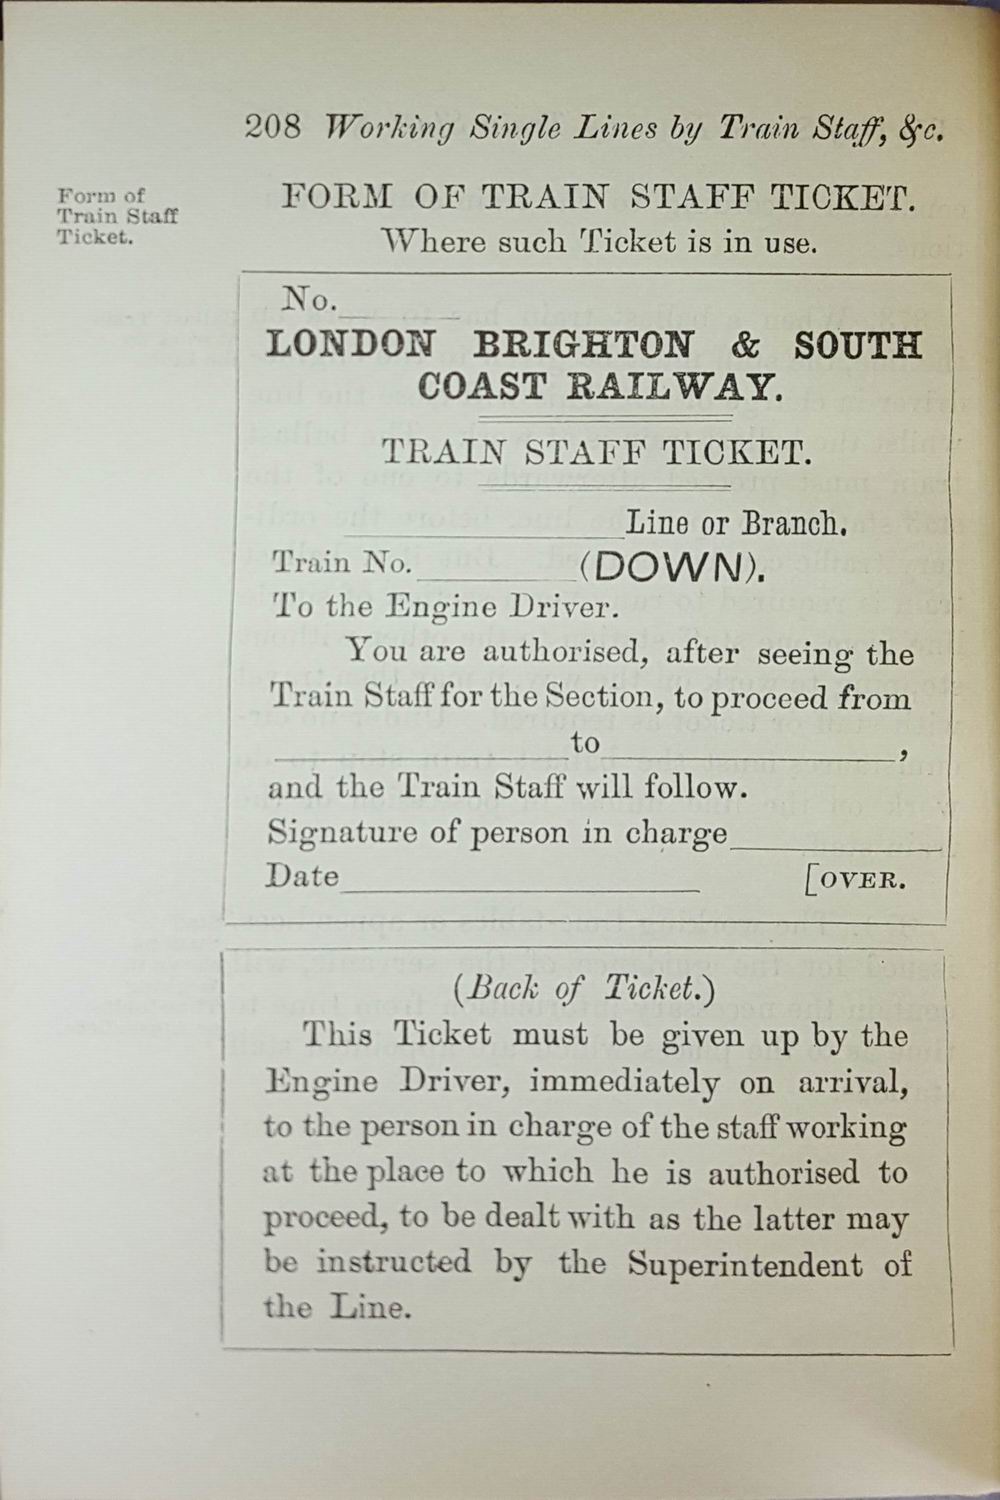 208 Working Single Lines by Train Staff, &c.
Form of
Train Staff
Ticket.
FORM OF TRAIN STAFF TICKET.
Where such Ticket is in use.
No.
LONDON BRIGHTON & SOUTH
COAST RAILWAY.
TRAIN STAFF TICKET.
Line or Branch.
Train No. (DOWN).
To the Engine Driver.
You are authorised, after seeing the
Train Staff for the Section, to proceed from
to ,
and the Train Staff will follow.
Signature of person in charge
Date [OVER.
(Back of Ticket.)
This Ticket must be given up by the
Engine Driver, immediately on arrival,
to the person in charge of the staff working
at the place to which he is authorised to
proceed, to be dealt with as the latter may
be instructed by the Superintendent of
the Line.